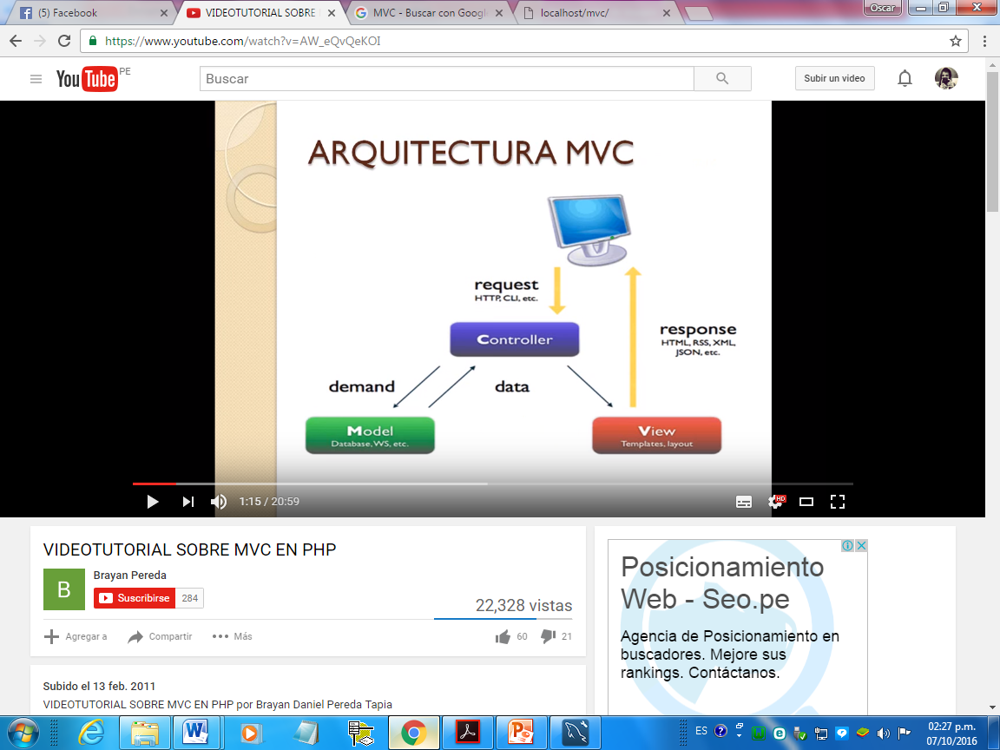 (5) Facebook
VIDEOTUTORIAL SOBRE
MVC - Buscar con Googl
localhost/mvc/
Oscar
https://www.youtube.com/watch?v=AW_eQvQeKOI
YouTube PE
Buscar
Subir un video
ARQUITECTURA MVC
request
HTTP, CLI, etc.
Controller
response
HTML, RSS, XML,
JSON, etc.
demand
data
Model
Database, WS, etc.
View
Templates, layout
1:15 / 20:59
HD
VIDEOTUTORIAL SOBRE MVC EN PHP
B
Brayan Pereda
Suscribirse
284
22,328 vistas
Agregar a
Compartir
Más
60
21
Subido el 13 feb. 2011
VIDEOTUTORIAL SOBRE MVC EN PHP por Brayan Daniel Pereda Tapia
Posicionamiento
Web - Seo.pe
Agencia de Posicionamiento en
buscadores. Mejore sus
rankings. Contáctanos.
ES
02:27 p.m.
07/10/2016